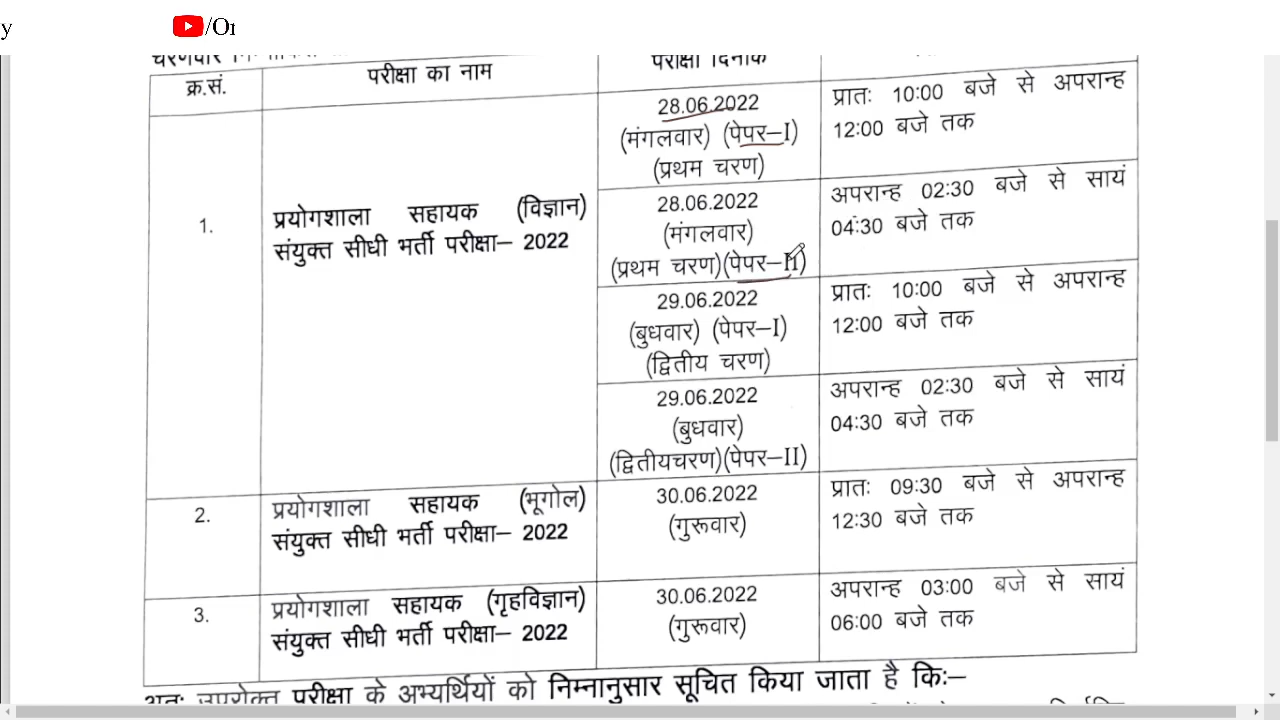 y
/Or
परीक्षा दिनांक
क्र.सं.
परीक्षा का नाम
1.
प्रयोगशाला सहायक (विज्ञान)
संयुक्त सीधी भर्ती परीक्षा– 2022
28.06.2022
(मंगलवार) (पेपर–I)
(प्रथम चरण)
प्रातः 10:00 बजे से अपरान्ह
12:00 बजे तक
28.06.2022
(मंगलवार)
(प्रथम चरण)(पेपर–II)
अपरान्ह 02:30 बजे से सायं
04:30 बजे तक
29.06.2022
(बुधवार) (पेपर–I)
(द्वितीय चरण)
प्रातः 10:00 बजे से अपरान्ह
12:00 बजे तक
29.06.2022
(बुधवार)
(द्वितीयचरण)(पेपर–II)
अपरान्ह 02:30 बजे से सायं
04:30 बजे तक
2.
प्रयोगशाला सहायक (भूगोल)
संयुक्त सीधी भर्ती परीक्षा– 2022
30.06.2022
(गुरूवार)
प्रातः 09:30 बजे से अपरान्ह
12:30 बजे तक
3.
प्रयोगशाला सहायक (गृहविज्ञान)
संयुक्त सीधी भर्ती परीक्षा– 2022
30.06.2022
(गुरूवार)
अपरान्ह 03:00 बजे से सायं
06:00 बजे तक
अतः उपरोक्त परीक्षा के अभ्यर्थियों को निम्नानुसार सूचित किया जाता है किः–